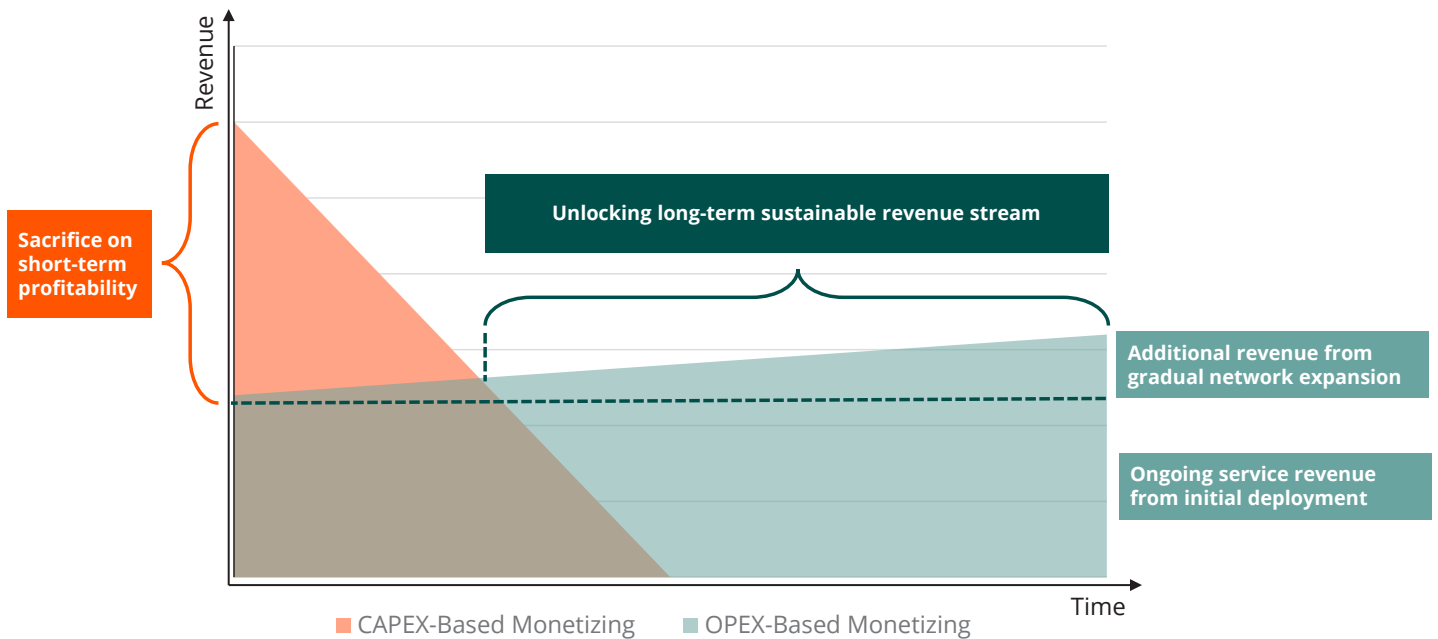 Revenue
Sacrifice on
short-term
profitability
Unlocking long-term sustainable revenue stream
Additional revenue from
gradual network expansion
Ongoing service revenue
from initial deployment
Time
CAPEX-Based Monetizing
OPEX-Based Monetizing